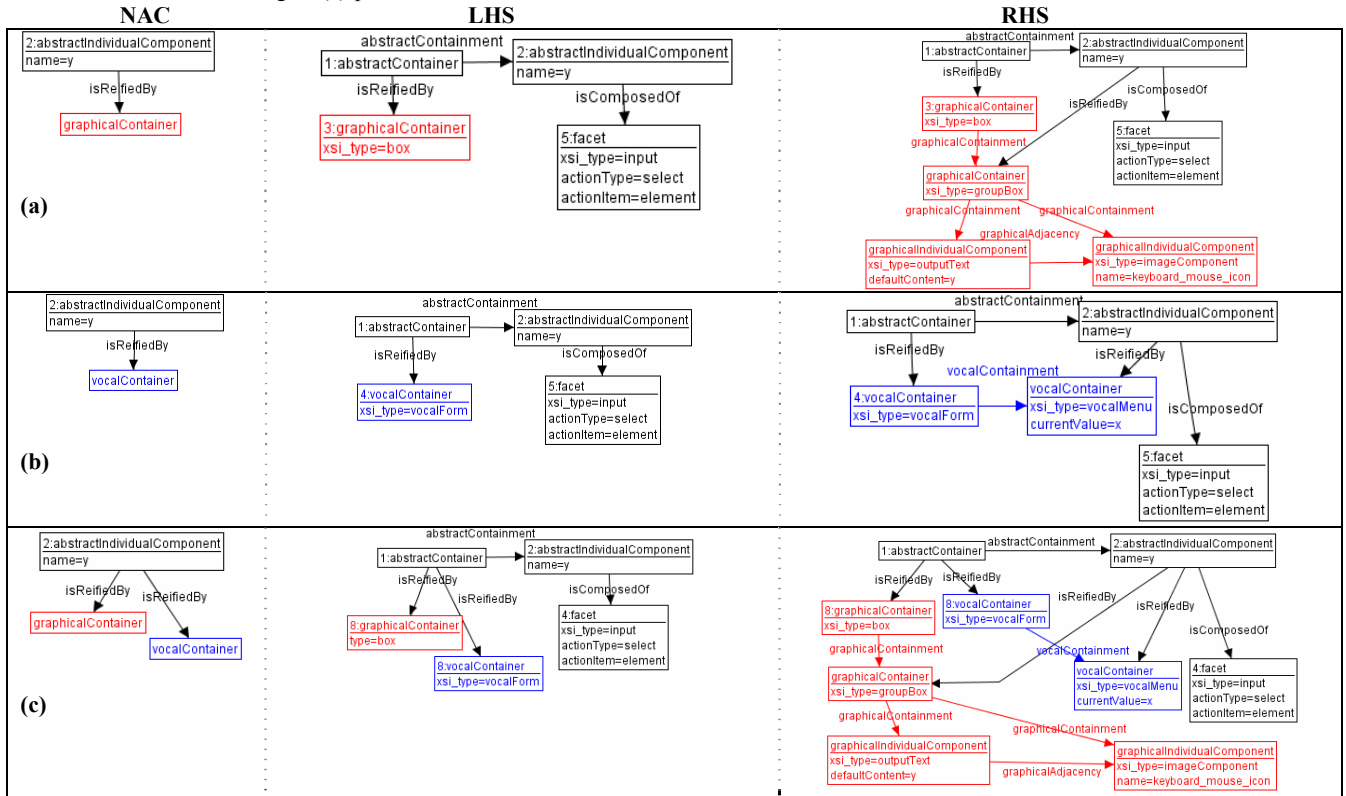 NAC
LHS
RHS
2:abstractIndividualComponent
name=y
isReifiedBy
graphicalContainer
abstractContainment
1:abstractContainer
2:abstractIndividualComponent
name=y
isReifiedBy
isComposedOf
3:graphicalContainer
xsi_type=box
5:facet
xsi_type=input
actionType=select
actionItem=element
abstractContainment
1:abstractContainer
2:abstractIndividualComponent
name=y
isReifiedBy
isReifiedBy
isComposedOf
3:graphicalContainer
xsi_type=box
graphicalContainment
5:facet
xsi_type=input
actionType=select
actionItem=element
graphicalContainer
xsi_type=groupBox
graphicalContainment
graphicalContainment
graphicalAdjacency
graphicalIndividualComponent
xsi_type=outputText
defaultContent=y
graphicalIndividualComponent
xsi_type=imageComponent
name=keyboard_mouse_icon
(a)
2:abstractIndividualComponent
name=y
isReifiedBy
vocalContainer
abstractContainment
1:abstractContainer
2:abstractIndividualComponent
name=y
isReifiedBy
isComposedOf
4:vocalContainer
xsi_type=vocalForm
5:facet
xsi_type=input
actionType=select
actionItem=element
abstractContainment
1:abstractContainer
2:abstractIndividualComponent
name=y
isReifiedBy
isReifiedBy
vocalContainment
4:vocalContainer
xsi_type=vocalForm
vocalContainer
xsi_type=vocalMenu
currentValue=x
isComposedOf
5:facet
xsi_type=input
actionType=select
actionItem=element
(b)
2:abstractIndividualComponent
name=y
isReifiedBy
isReifiedBy
graphicalContainer
vocalContainer
abstractContainment
1:abstractContainer
2:abstractIndividualComponent
name=y
isReifiedBy
isReifiedBy
isComposedOf
8:graphicalContainer
type=box
8:vocalContainer
xsi_type=vocalForm
4:facet
xsi_type=input
actionType=select
actionItem=element
abstractContainment
1:abstractContainer
2:abstractIndividualComponent
name=y
isReifiedBy
isReifiedBy
isReifiedBy
isReifiedBy
isComposedOf
8:graphicalContainer
xsi_type=box
8:vocalContainer
xsi_type=vocalForm
graphicalContainment
vocalContainment
graphicalContainer
xsi_type=groupBox
vocalContainer
xsi_type=vocalMenu
currentValue=x
4:facet
xsi_type=input
actionType=select
actionItem=element
graphicalContainment
graphicalContainment
graphicalIndividualComponent
xsi_type=outputText
defaultContent=y
graphicalAdjacency
graphicalIndividualComponent
xsi_type=imageComponent
name=keyboard_mouse_icon
(c)